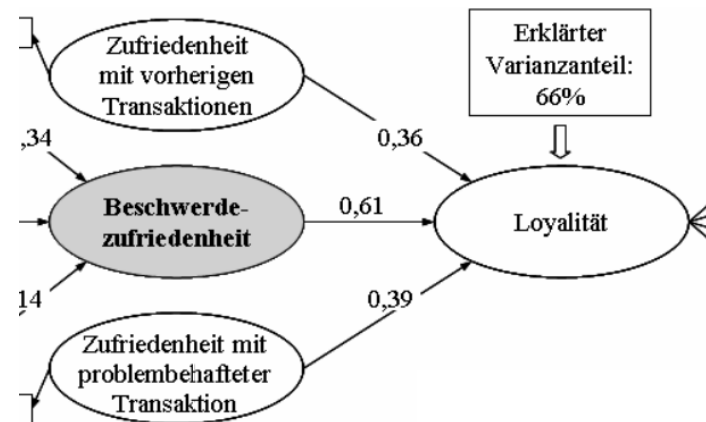 Zufriedenheit
mit vorherigen
Transaktionen
Erklärter
Varianzanteil:
66%
,34
0,36
Beschwerde-
zufriedenheit
0,61
Loyalität
14
0,39
Zufriedenheit mit
problembehafteter
Transaktion